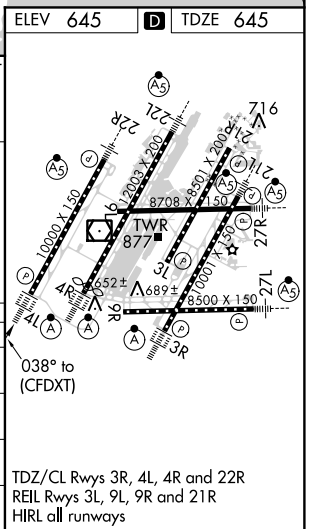 ELEV 645 D TDZE 645
A5
716
22R
22L
21R
21L
A5
P
P
A5
P
A5
10000 X 150
12003 X 200
8501 X 200
8708 X 150
9L
TWR
877
27R
P
3L
P
10001 X 150
4R
652 ±
689 ±
8500 X 150
27L
A5
P
4L
A
A
9R
A
P
3R
P
038° to
(CFDXT)
TDZ/CL Rwys 3R, 4L, 4R and 22R
REIL Rwys 3L, 9L, 9R and 21R
HIRL all runways